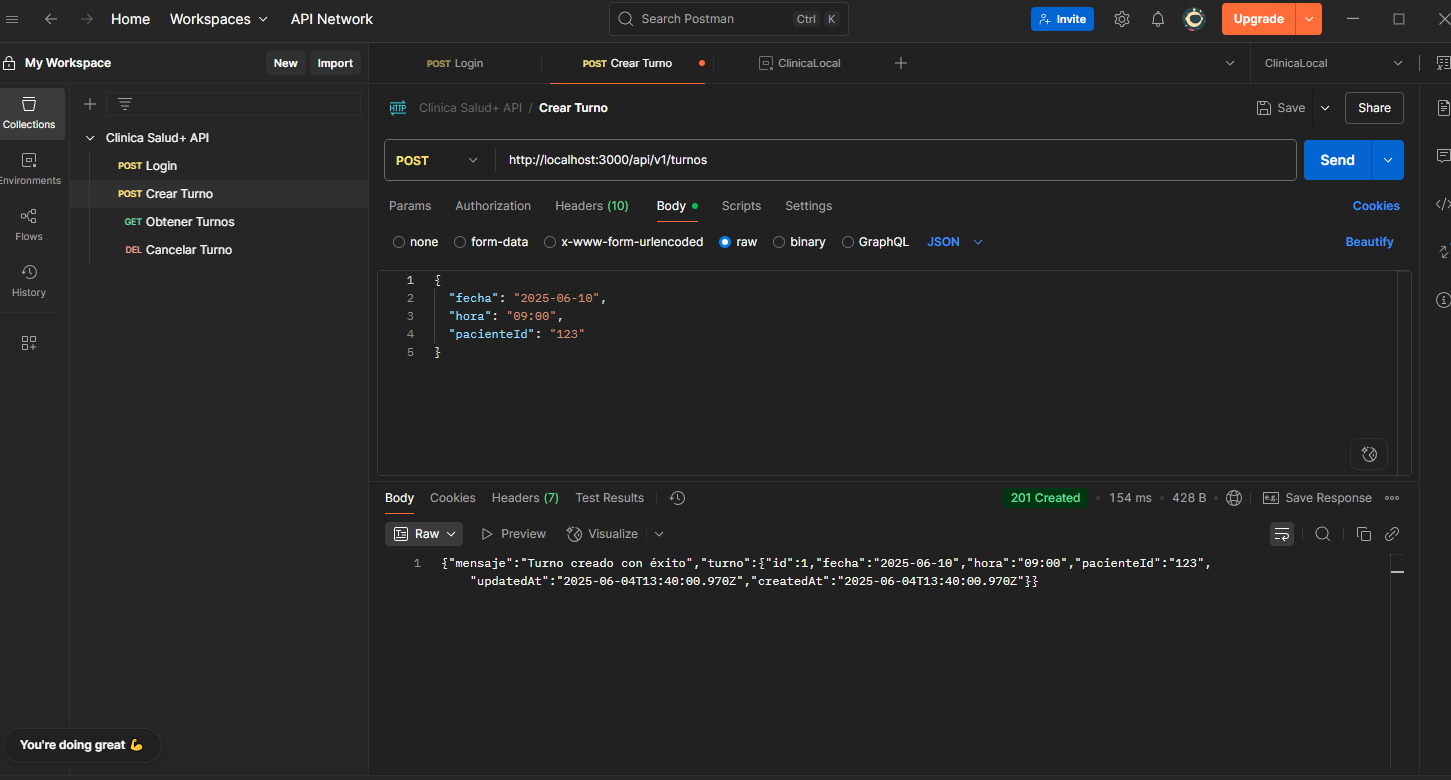 Home Workspaces API Network Search Postman Ctrl K Invite Upgrade
My Workspace New Import POST Login POST Crear Turno ClinicaLocal ClinicaLocal
Collections
Environments
Flows
History
Clinica Salud+ API
POST Login
POST Crear Turno
GET Obtener Turnos
DEL Cancelar Turno
HTTP Clinica Salud+ API / Crear Turno Save Share
POST http://localhost:3000/api/v1/turnos Send
Params Authorization Headers (10) Body Scripts Settings Cookies
none form-data x-www-form-urlencoded raw binary GraphQL JSON Beautify
1 {
2 "fecha": "2025-06-10",
3 "hora": "09:00",
4 "pacienteId": "123"
5 }
Body Cookies Headers (7) Test Results 201 Created • 154 ms • 428 B • e.g. Save Response
Raw Preview Visualize
1 {"mensaje":"Turno creado con éxito","turno":{"id":1,"fecha":"2025-06-10","hora":"09:00","pacienteId":"123",
"updatedAt":"2025-06-04T13:40:00.970Z","createdAt":"2025-06-04T13:40:00.970Z"}}
You're doing great 💪